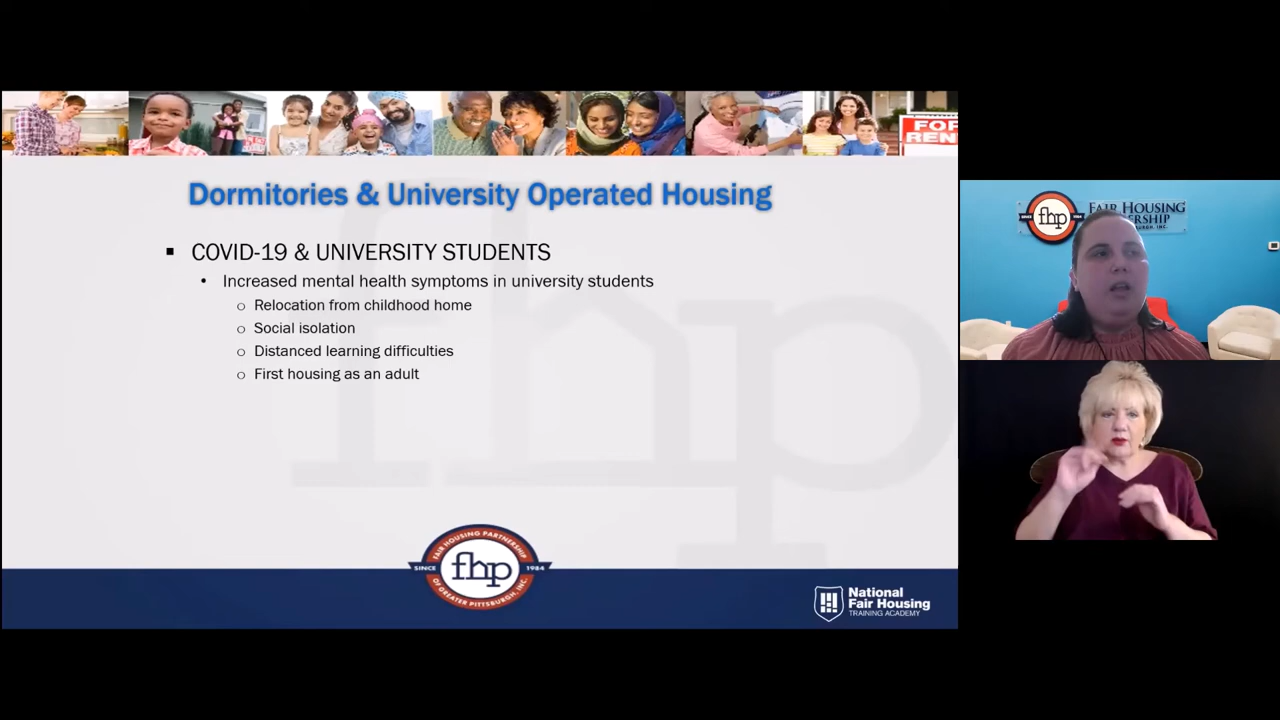 FOR
RENT
Dormitories & University Operated Housing
▪ COVID-19 & UNIVERSITY STUDENTS
• Increased mental health symptoms in university students
o Relocation from childhood home
o Social isolation
o Distanced learning difficulties
o First housing as an adult
FAIR HOUSING PARTNERSHIP
SINCE fhp 1984
OF GREATER PITTSBURGH, INC.
National
Fair Housing
TRAINING ACADEMY
SINCE fhp 1984
FAIR HOUSING